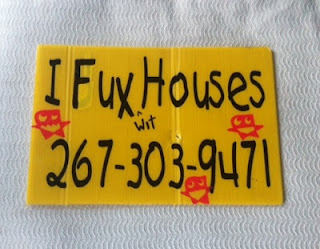 I Fux Houses
^
wit
267-303-9471